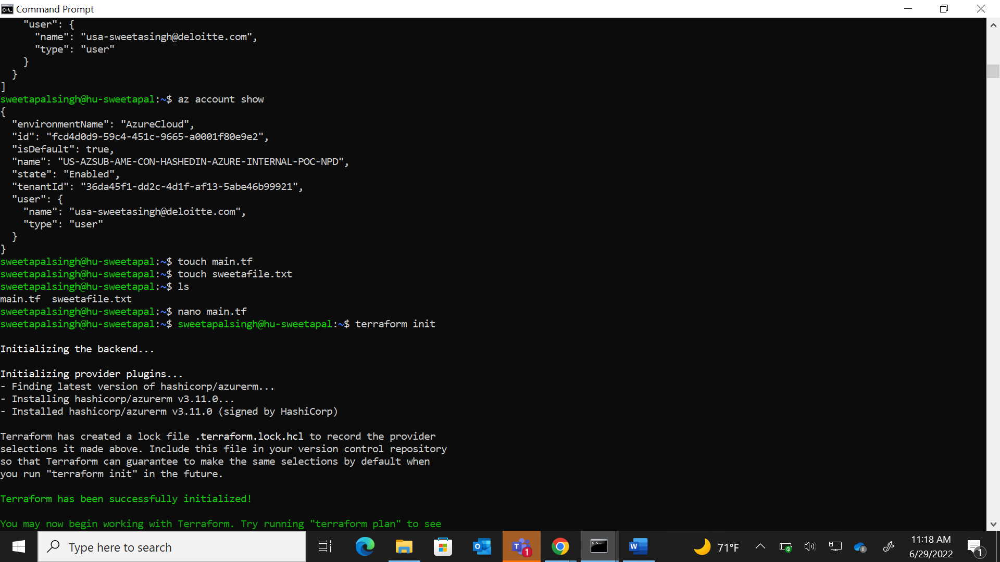 Command Prompt
    "user": {
      "name": "usa-sweetasingh@deloitte.com",
      "type": "user"
    }
  }
]
sweetapalsingh@hu-sweetapal:~$ az account show
{
  "environmentName": "AzureCloud",
  "id": "fcd4d0d9-59c4-451c-9665-a0001f80e9e2",
  "isDefault": true,
  "name": "US-AZSUB-AME-CON-HASHEDIN-AZURE-INTERNAL-POC-NPD",
  "state": "Enabled",
  "tenantId": "36da45f1-dd2c-4d1f-af13-5abe46b99921",
  "user": {
    "name": "usa-sweetasingh@deloitte.com",
    "type": "user"
  }
}
sweetapalsingh@hu-sweetapal:~$ touch main.tf
sweetapalsingh@hu-sweetapal:~$ touch sweetafile.txt
sweetapalsingh@hu-sweetapal:~$ ls
main.tf  sweetafile.txt
sweetapalsingh@hu-sweetapal:~$ nano main.tf
sweetapalsingh@hu-sweetapal:~$ sweetapalsingh@hu-sweetapal:~$ terraform init
Initializing the backend...
Initializing provider plugins...
- Finding latest version of hashicorp/azurerm...
- Installing hashicorp/azurerm v3.11.0...
- Installed hashicorp/azurerm v3.11.0 (signed by HashiCorp)
Terraform has created a lock file .terraform.lock.hcl to record the provider
selections it made above. Include this file in your version control repository
so that Terraform can guarantee to make the same selections by default when
you run "terraform init" in the future.
Terraform has been successfully initialized!
You may now begin working with Terraform. Try running "terraform plan" to see
Type here to search
71°F
11:18 AM
6/29/2022
1
1